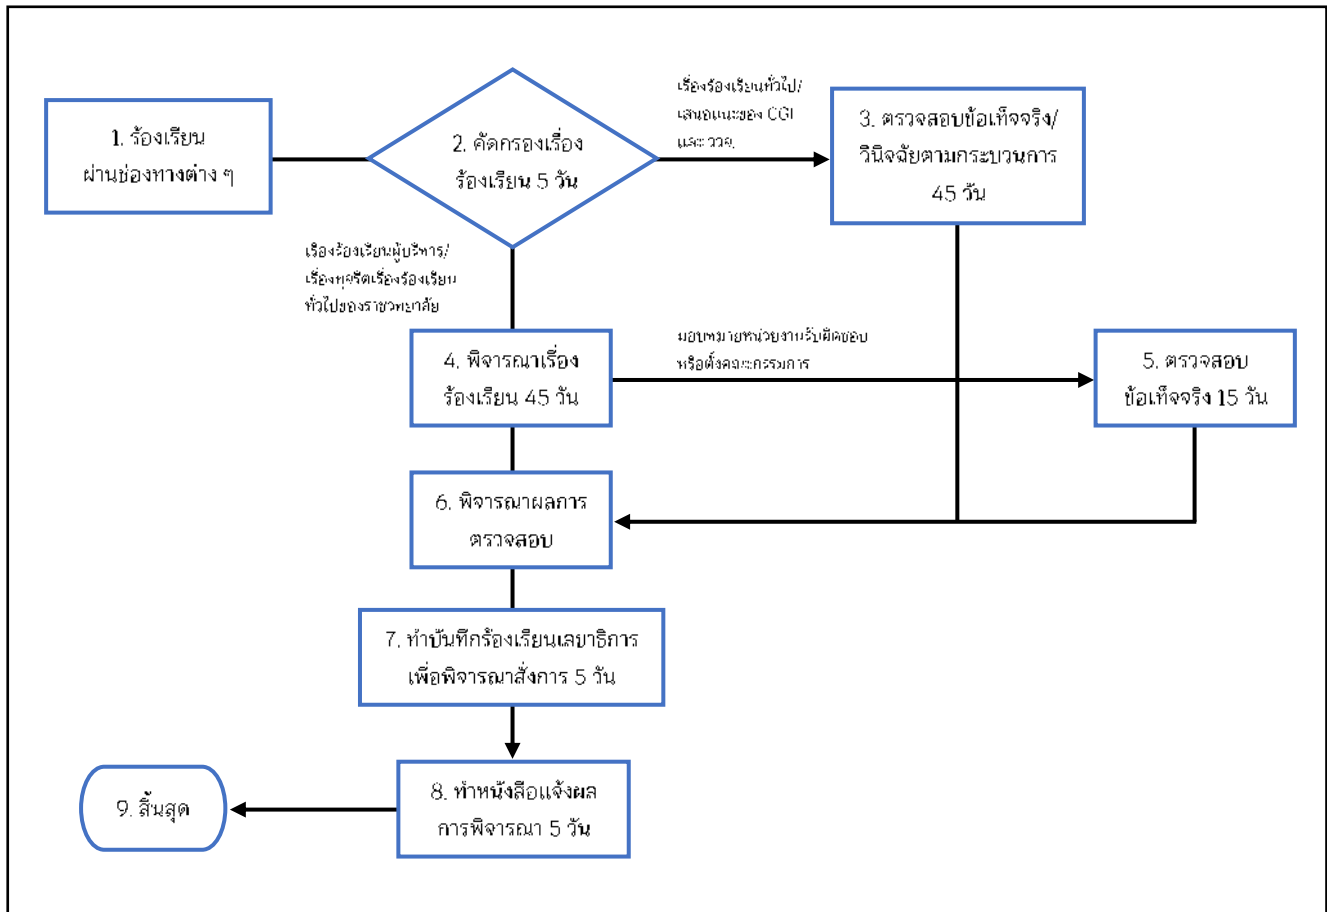 1. ร้องเรียน
ผ่านช่องทางต่าง ๆ
2. คัดกรองเรื่อง
ร้องเรียน 5 วัน
เรื่องร้องเรียนทั่วไป/
เสนอแนะของ CGI
และ ววจ.
3. ตรวจสอบข้อเท็จจริง/
วินิจฉัยตามกระบวนการ
45 วัน
เรื่องร้องเรียนผู้บริหาร/
เรื่องทุจริตเรื่องร้องเรียน
ทั่วไปของราชวิทยาลัย
4. พิจารณาเรื่อง
ร้องเรียน 45 วัน
มอบหมายหน่วยงานรับผิดชอบ
หรือตั้งคณะกรรมการ
5. ตรวจสอบ
ข้อเท็จจริง 15 วัน
6. พิจารณาผลการ
ตรวจสอบ
7. ทำบันทึกร้องเรียนเลขาธิการ
เพื่อพิจารณาสั่งการ 5 วัน
8. ทำหนังสือแจ้งผล
การพิจารณา 5 วัน
9. สิ้นสุด